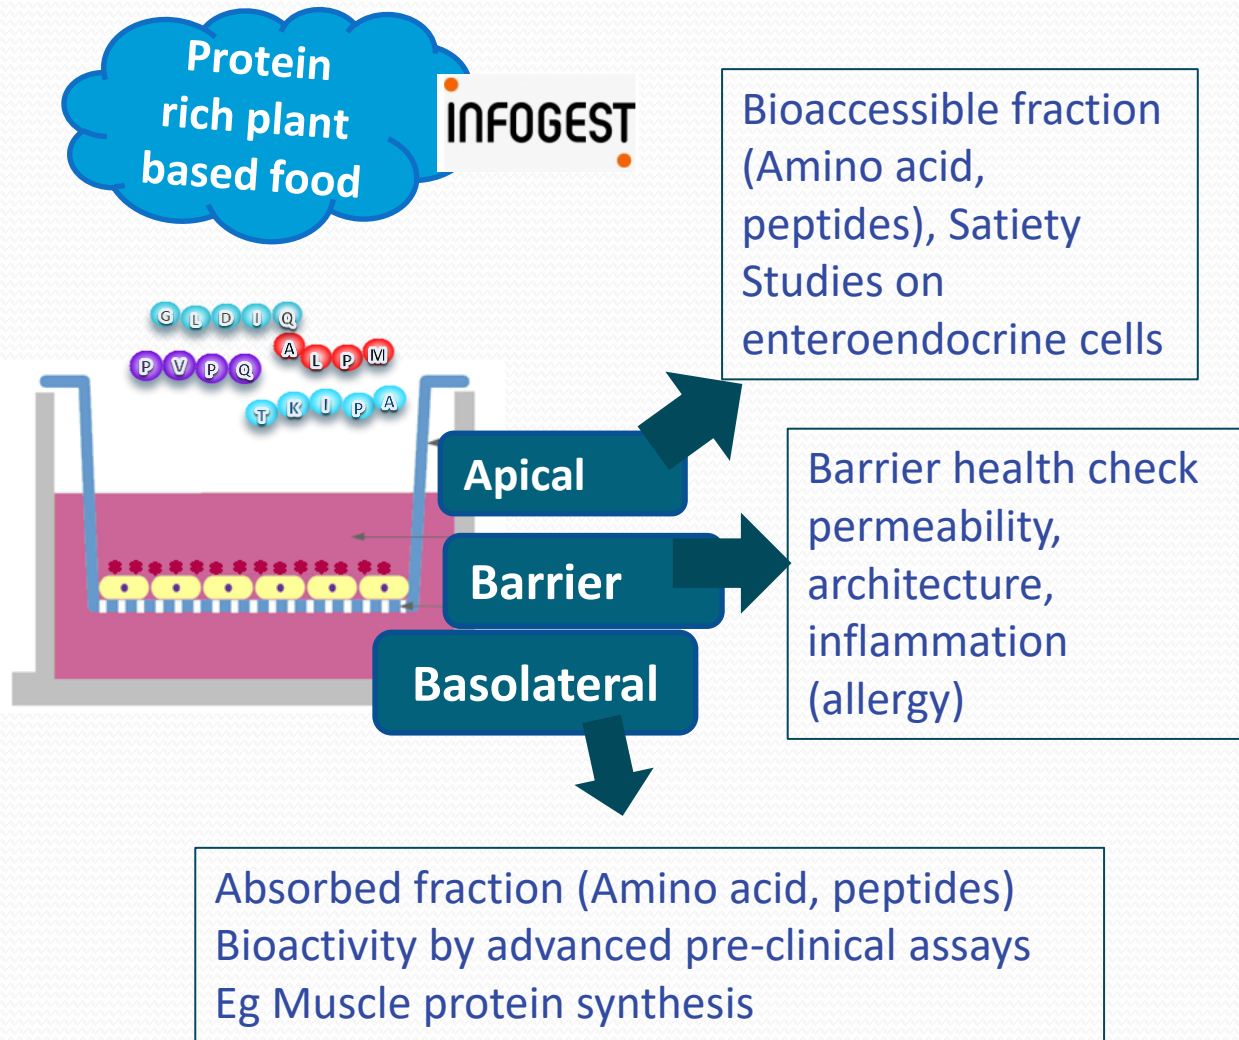 Protein
rich plant
based food
INFOGEST
Bioaccessible fraction
(Amino acid,
peptides), Satiety
Studies on
enteroendocrine cells
G L D I Q
A L P M
P V P Q
T K I P A
Apical
Barrier
Basolateral
Barrier health check
permeability,
architecture,
inflammation
(allergy)
Absorbed fraction (Amino acid, peptides)
Bioactivity by advanced pre-clinical assays
Eg Muscle protein synthesis